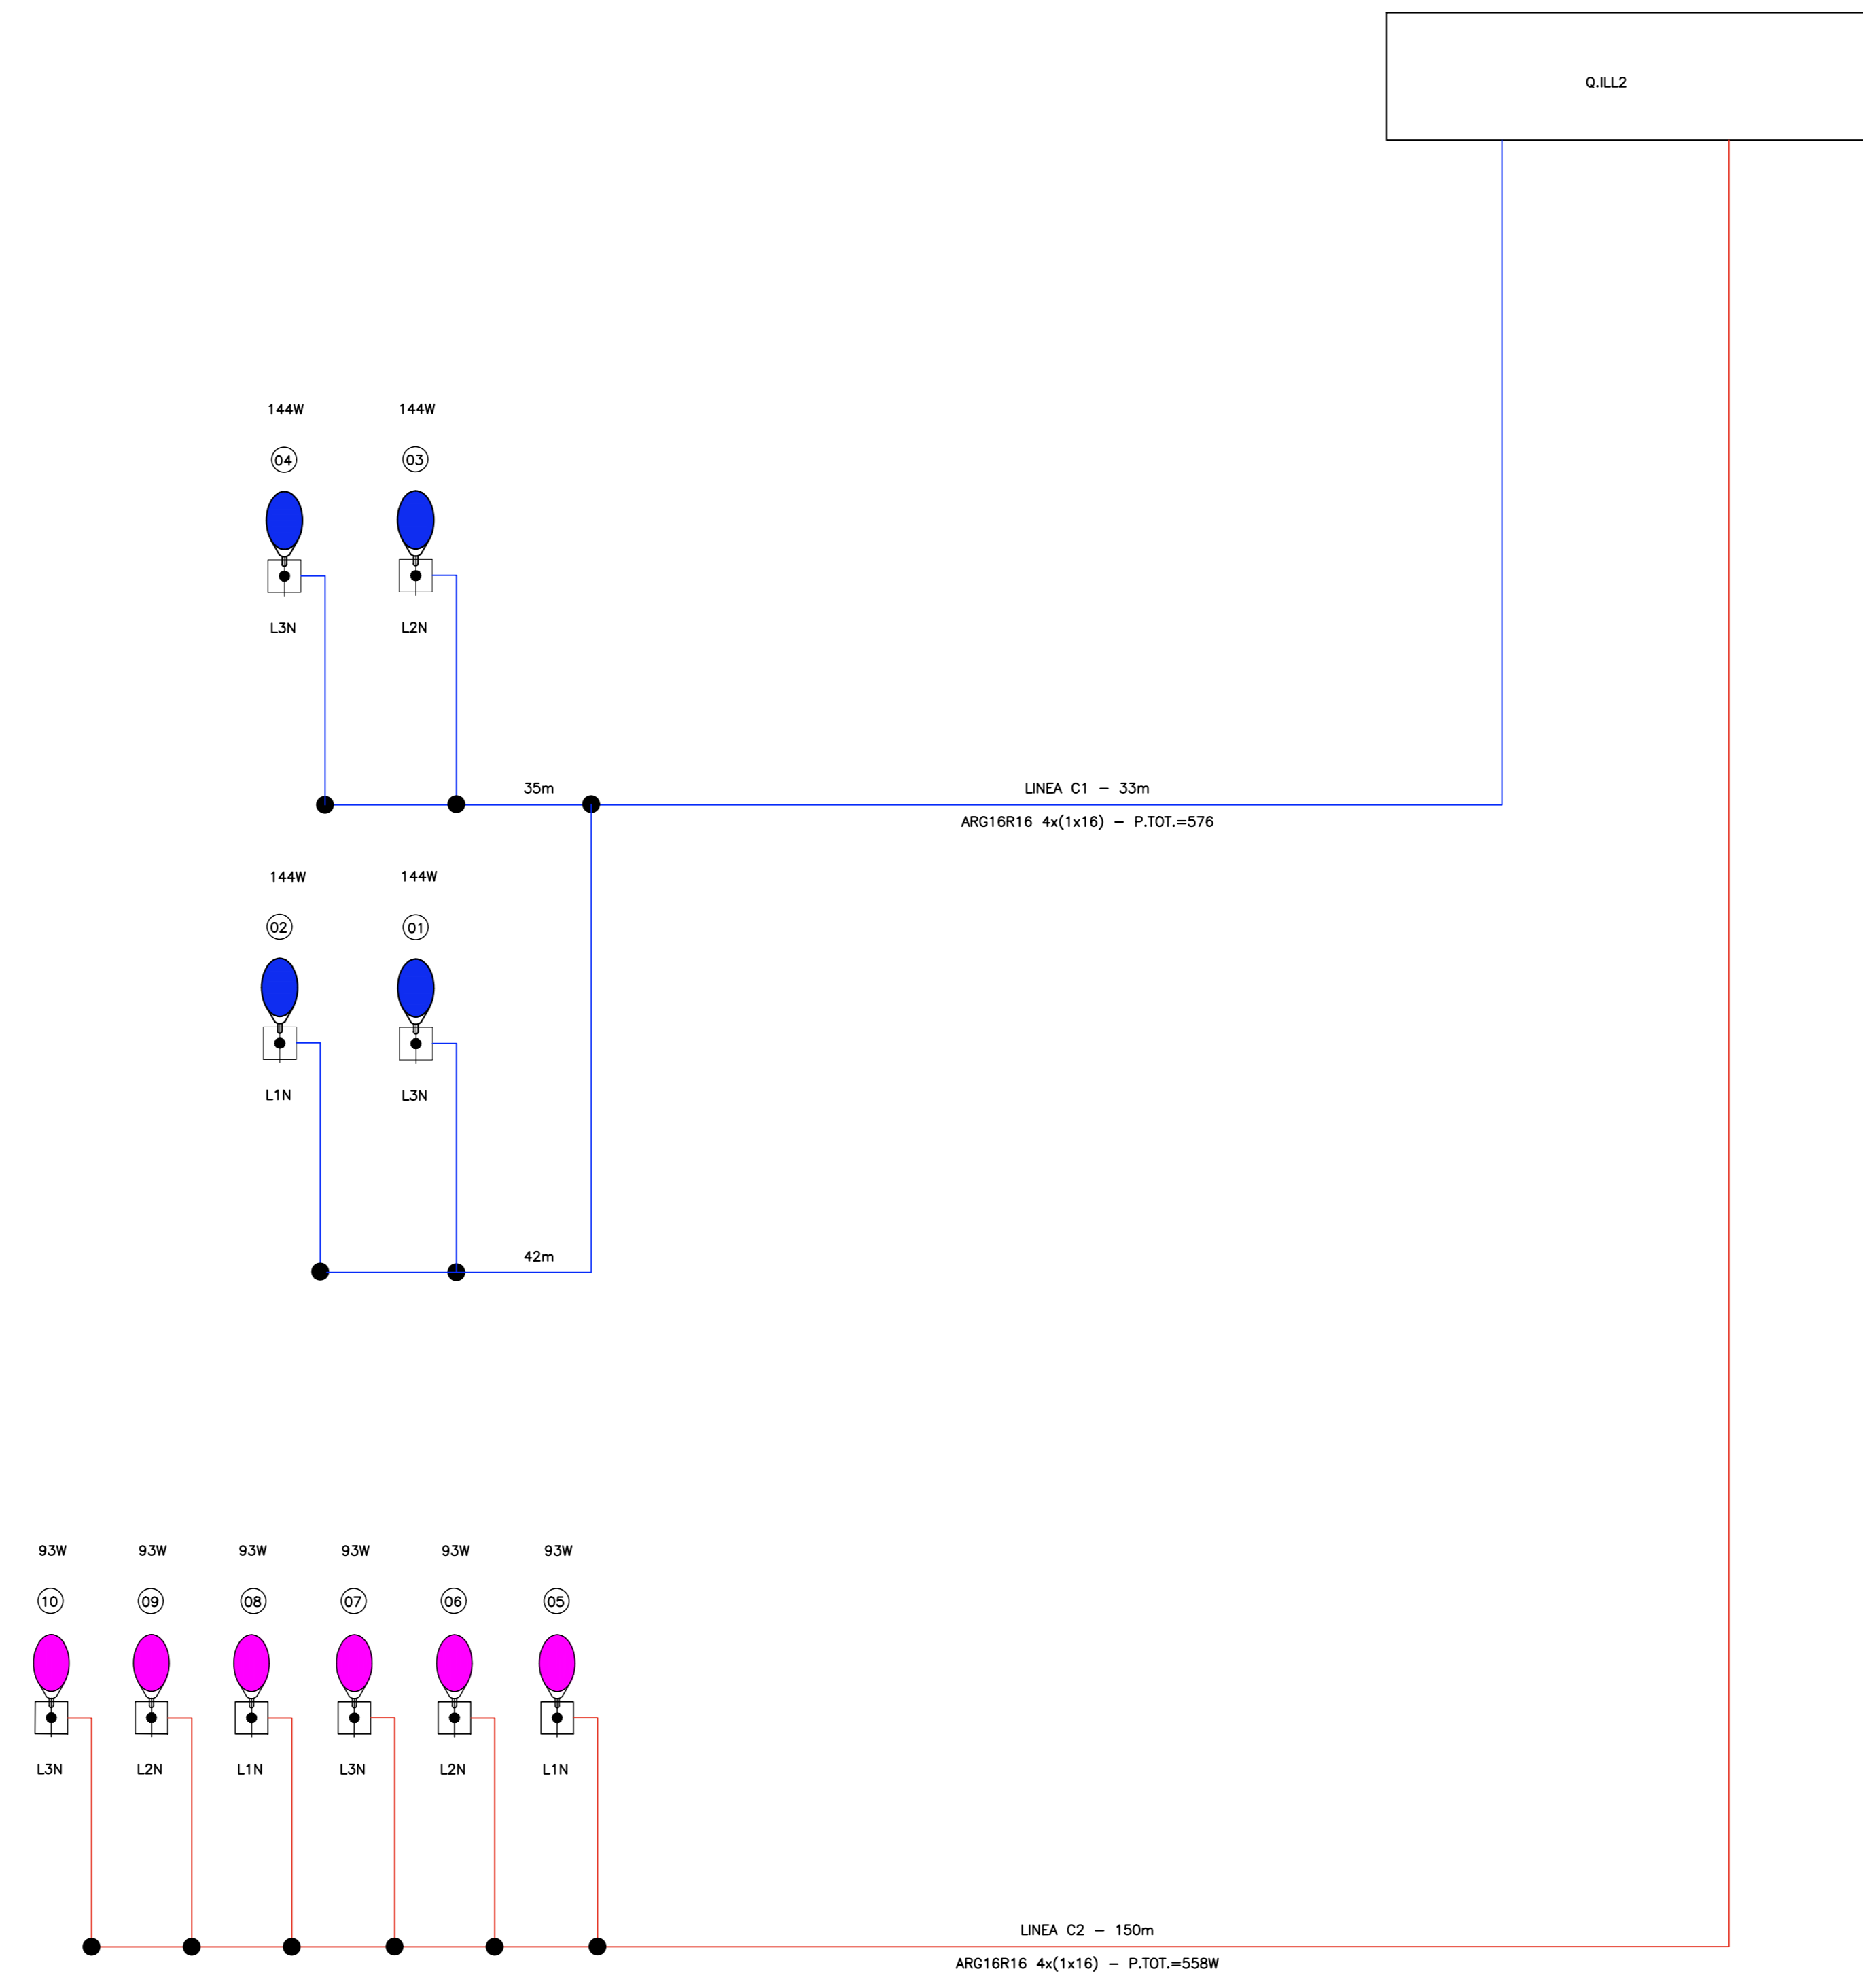 Q.ILL2
144W 144W
04 03
L3N L2N
35m
LINEA C1 – 33m
ARG16R16 4x(1x16) – P.TOT.=576
144W 144W
02 01
L1N L3N
42m
93W 93W 93W 93W 93W 93W
10 09 08 07 06 05
L3N L2N L1N L3N L2N L1N
LINEA C2 – 150m
ARG16R16 4x(1x16) – P.TOT.=558W